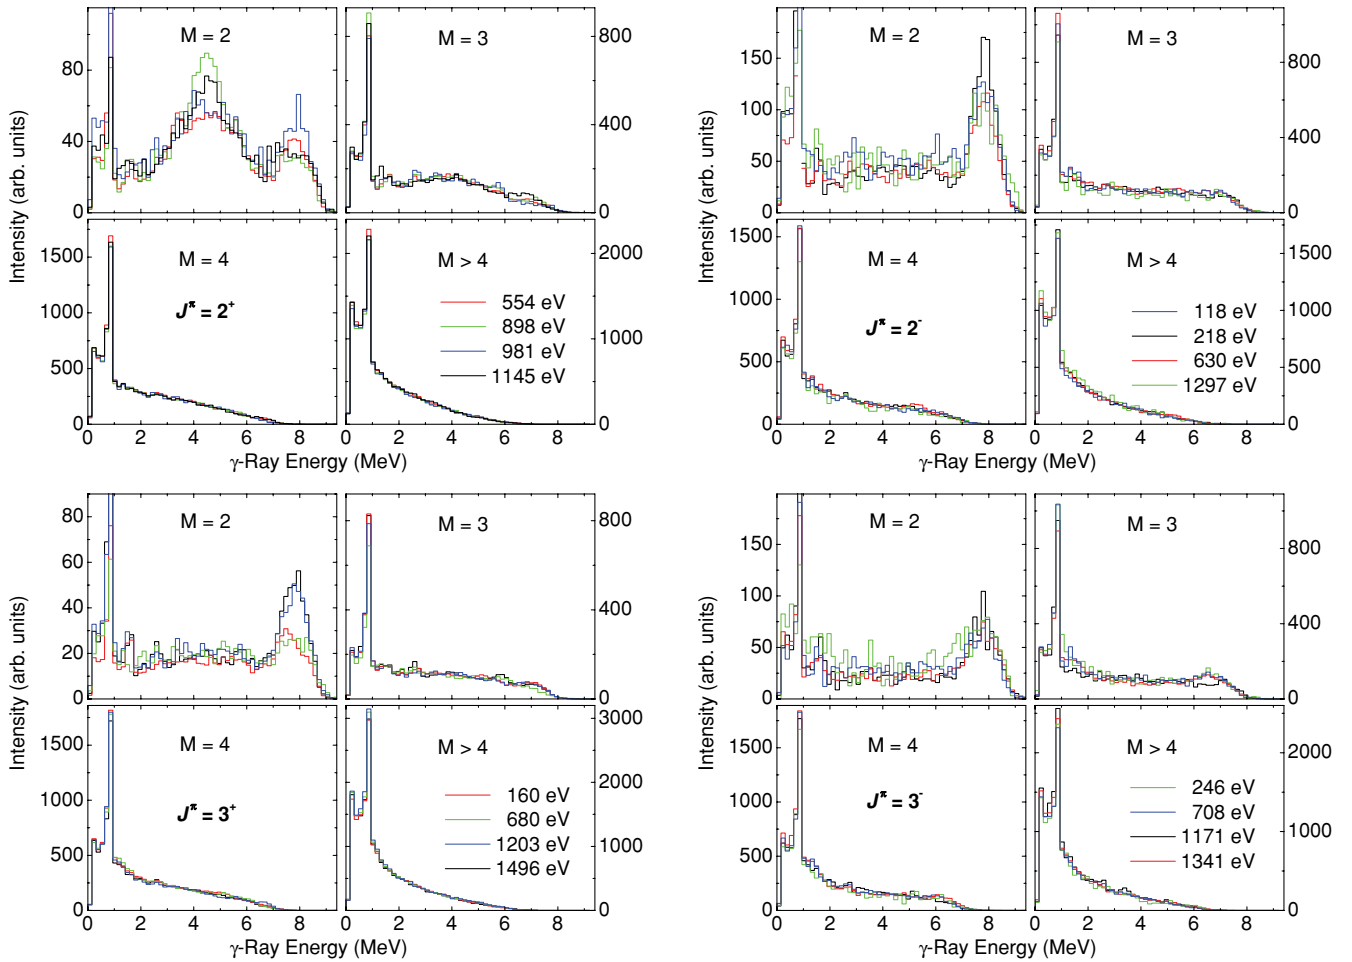 M = 2
M = 3
80
40
0
800
400
0
Intensity (arb. units)
M = 4
J^π = 2^+
M > 4
554 eV
898 eV
981 eV
1145 eV
1500
1000
500
0
2000
1000
0
0 2 4 6 8 0 2 4 6 8
γ-Ray Energy (MeV)
M = 2
M = 3
150
100
50
0
800
400
0
Intensity (arb. units)
M = 4
J^π = 2^-
M > 4
118 eV
218 eV
630 eV
1297 eV
1500
1000
500
0
1500
1000
500
0
0 2 4 6 8 0 2 4 6 8
γ-Ray Energy (MeV)
M = 2
M = 3
80
60
40
20
0
800
400
0
Intensity (arb. units)
M = 4
J^π = 3^+
M > 4
160 eV
680 eV
1203 eV
1496 eV
1500
1000
500
0
3000
2000
1000
0
0 2 4 6 8 0 2 4 6 8
γ-Ray Energy (MeV)
M = 2
M = 3
150
100
50
0
800
400
0
Intensity (arb. units)
M = 4
J^π = 3^-
M > 4
246 eV
708 eV
1171 eV
1341 eV
1500
1000
500
0
2000
1000
0
0 2 4 6 8 0 2 4 6 8
γ-Ray Energy (MeV)